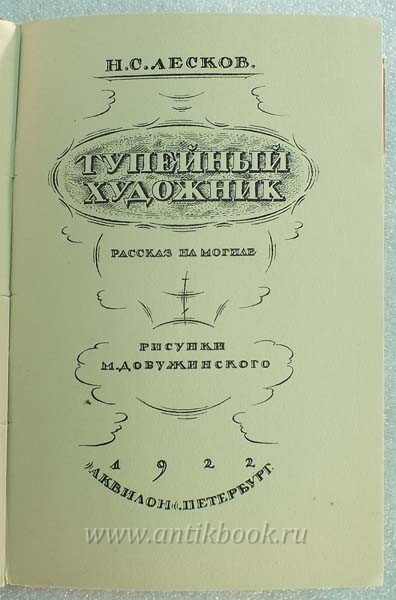 Н.С.ЛЕСКОВ.
ТУПЕЙНЫЙ
ХУДОЖНИК
РАССКАЗ НА МОГИЛѢ
РИСУНКИ
М.ДОБУЖИНСКОГО
1922
„АКВИЛОН“.ПЕТЕРБУРГ.
www.antikbook.ru